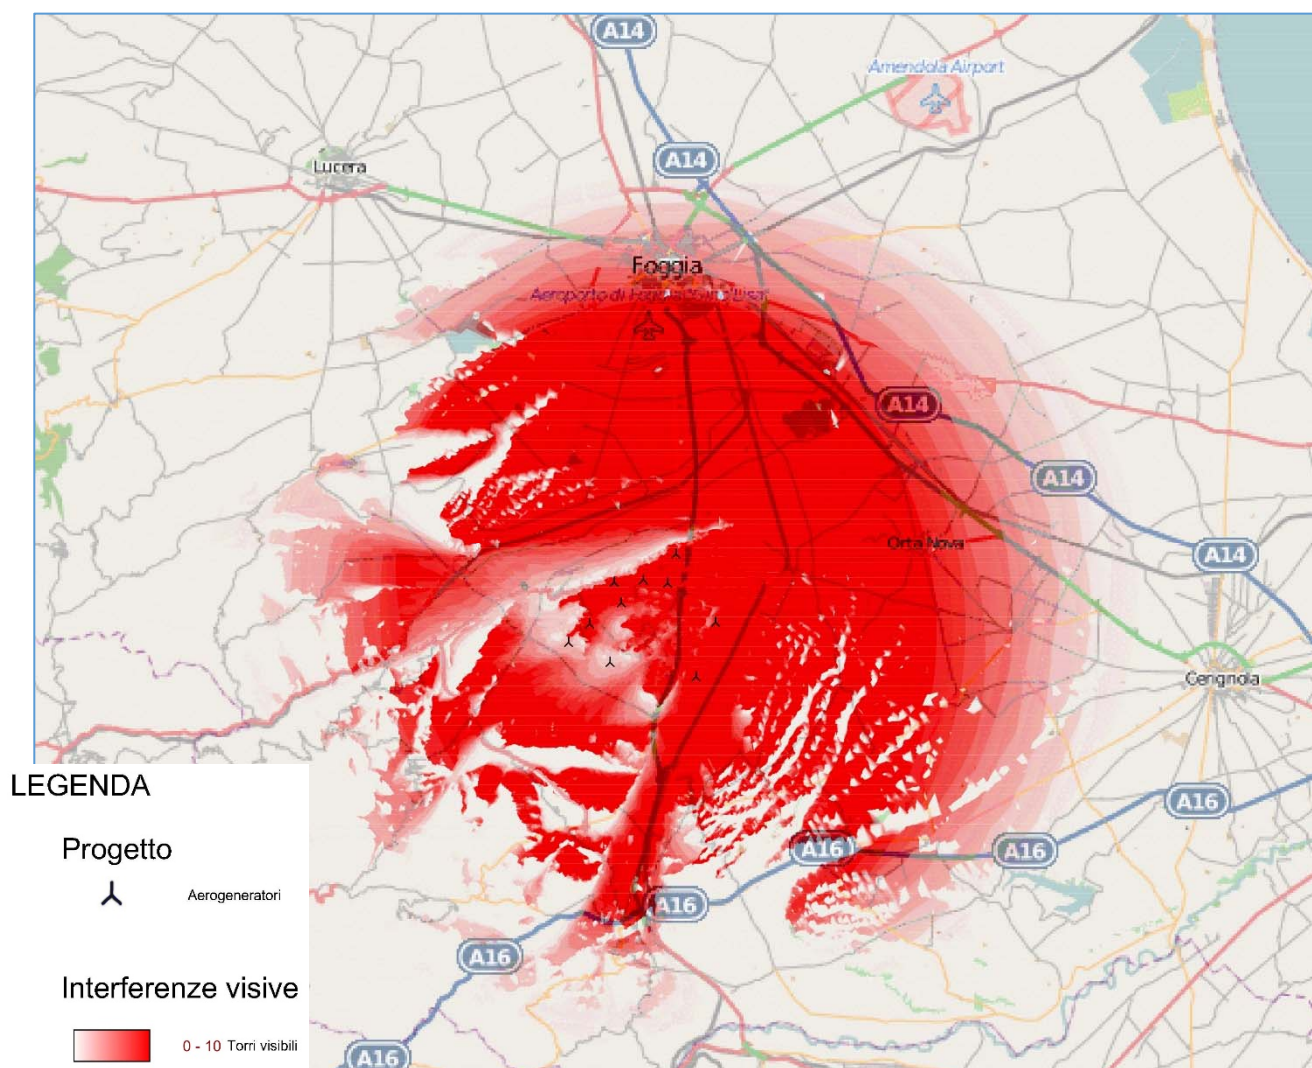 A14
Amendola Airport
A14
Lucera
Foggia
A14
A14
Orta Nova
A14
Cerignola
A16
A16
A16
A16
A16
A16
LEGENDA
Progetto
Aerogeneratori
Interferenze visive
0 - 10 Torri visibili